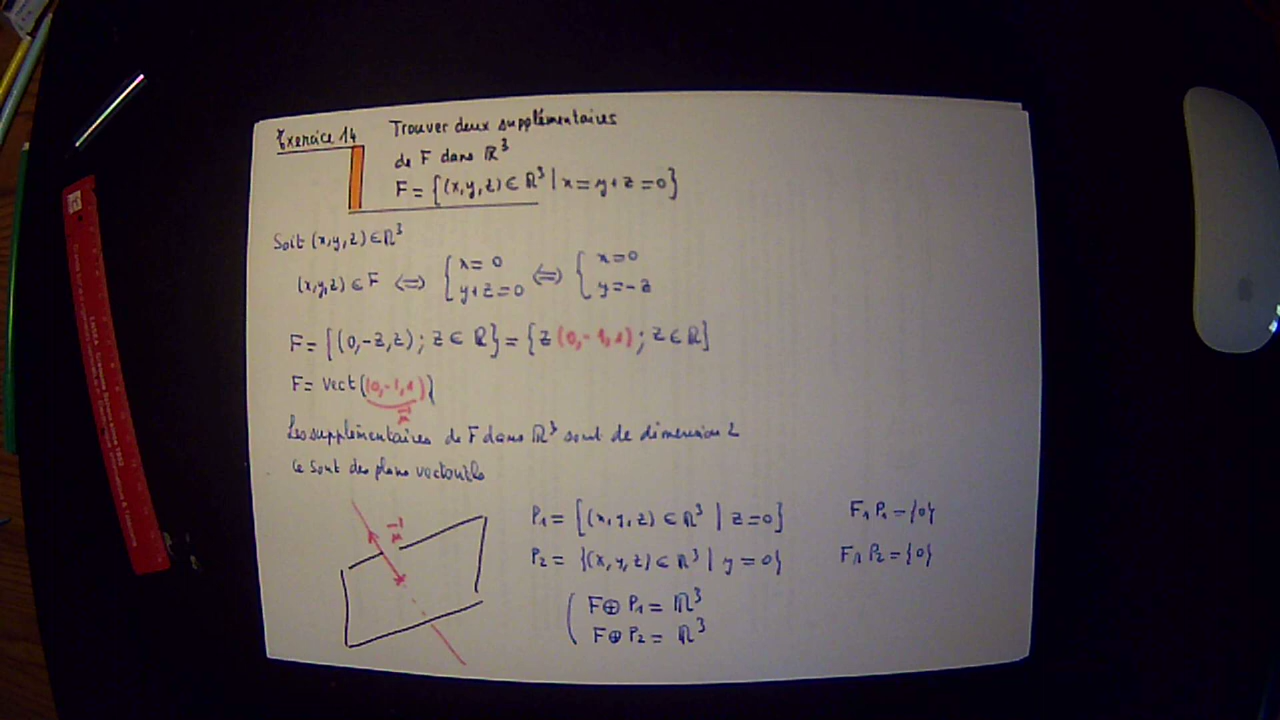 Exercice 14
Trouver deux supplémentaires
de F dans ℝ³
F = {(x,y,z) ∈ ℝ³ | x = y+z = 0}
Soit (x,y,z) ∈ ℝ³
(x,y,z) ∈ F ⟺ { x = 0 ⟺ { x = 0
y+z = 0 y = -z
F = {(0,-z,z) ; z ∈ ℝ} = {z (0,-1,1) ; z ∈ ℝ}
F = Vect((0,-1,1))
u⃗
Les supplémentaires de F dans ℝ³ sont de dimension 2
Ce sont des plans vectoriels
u⃗
P₁ = {(x,y,z) ∈ ℝ³ | z = 0} F ∩ P₁ = {0}
P₂ = {(x,y,z) ∈ ℝ³ | y = 0} F ∩ P₂ = {0}
F ⊕ P₁ = ℝ³
F ⊕ P₂ = ℝ³